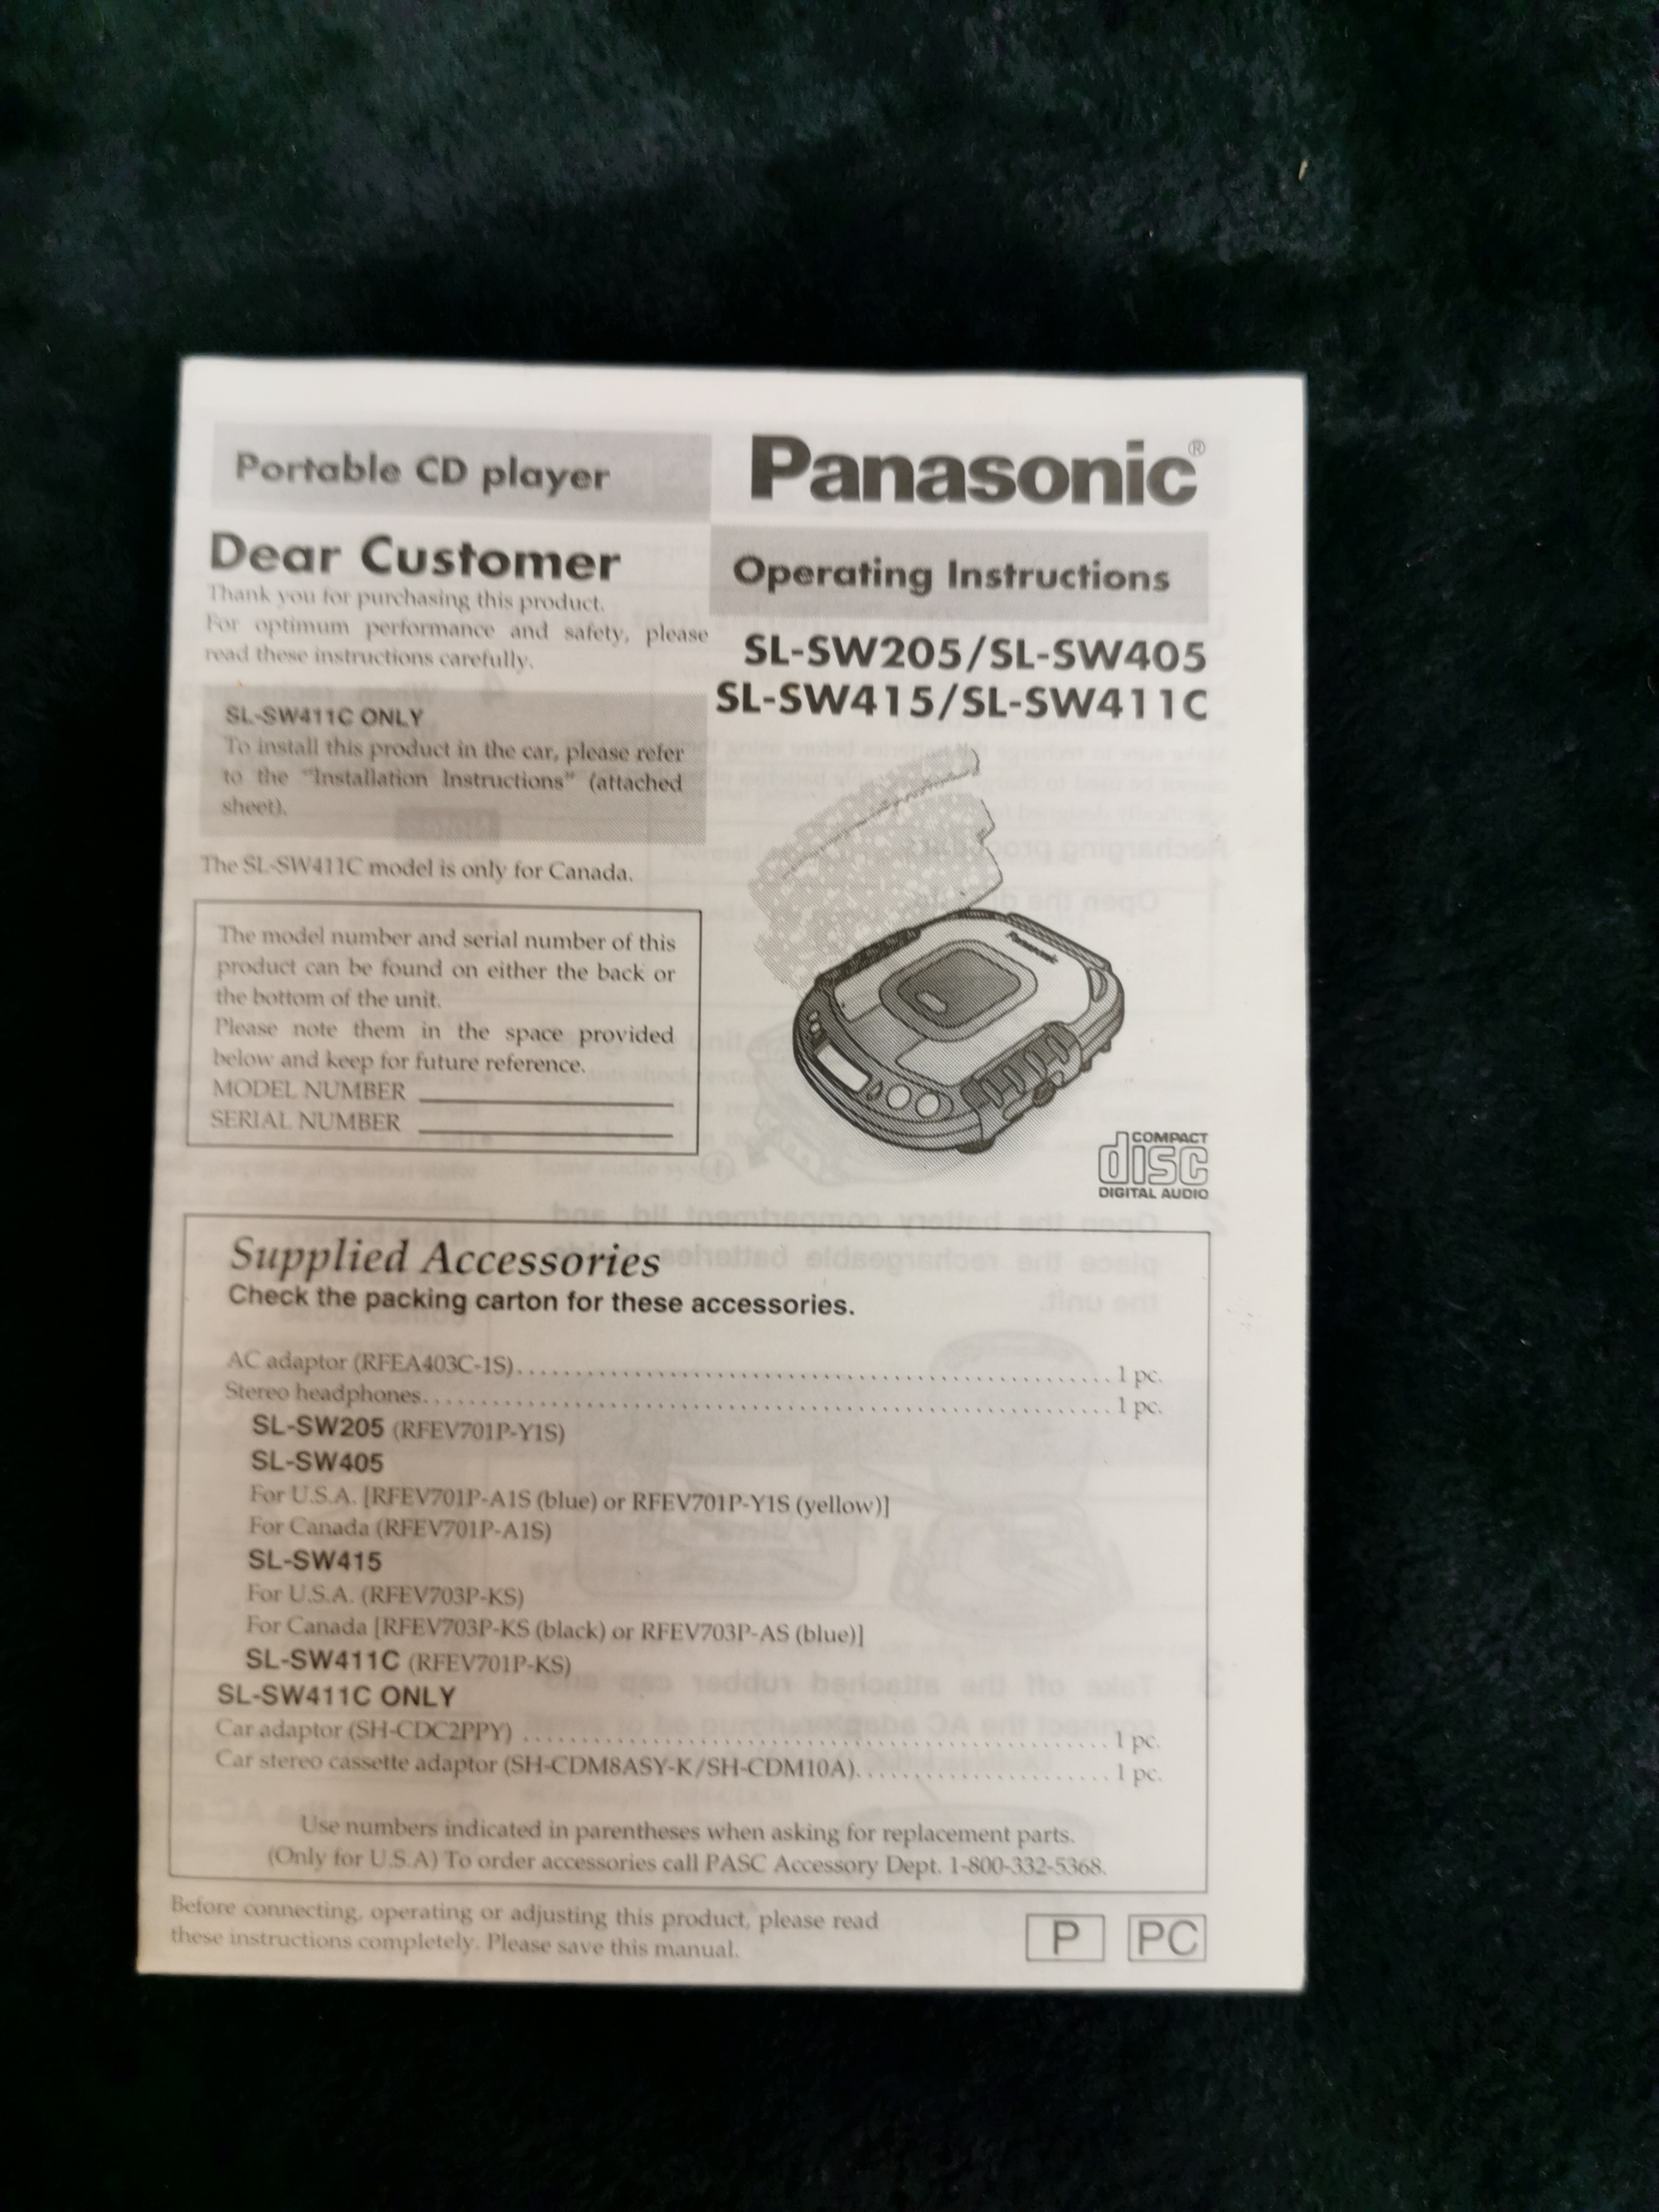 Portable CD player
Panasonic®
Dear Customer
Thank you for purchasing this product.
For optimum performance and safety, please
read these instructions carefully.
Operating Instructions
SL-SW205/SL-SW405
SL-SW415/SL-SW411C
SL-SW411C ONLY
To install this product in the car, please refer
to the "Installation Instructions" (attached
sheet).
The SL-SW411C model is only for Canada.
The model number and serial number of this
product can be found on either the back or
the bottom of the unit.
Please note them in the space provided
below and keep for future reference.
MODEL NUMBER
SERIAL NUMBER
Panasonic
COMPACT
disc
DIGITAL AUDIO
Supplied Accessories
Check the packing carton for these accessories.
AC adaptor (RFEA403C-1S) 1 pc.
Stereo headphones 1 pc.
SL-SW205 (RFEV701P-Y1S)
SL-SW405
For U.S.A. [RFEV701P-A1S (blue) or RFEV701P-Y1S (yellow)]
For Canada (RFEV701P-A1S)
SL-SW415
For U.S.A. (RFEV703P-KS)
For Canada [RFEV703P-KS (black) or RFEV703P-AS (blue)]
SL-SW411C (RFEV701P-KS)
SL-SW411C ONLY
Car adaptor (SH-CDC2PPY) 1 pc.
Car stereo cassette adaptor (SH-CDM8ASY-K/SH-CDM10A) 1 pc.
Use numbers indicated in parentheses when asking for replacement parts.
(Only for U.S.A) To order accessories call PASC Accessory Dept. 1-800-332-5368.
Before connecting, operating or adjusting this product, please read
these instructions completely. Please save this manual.
P PC